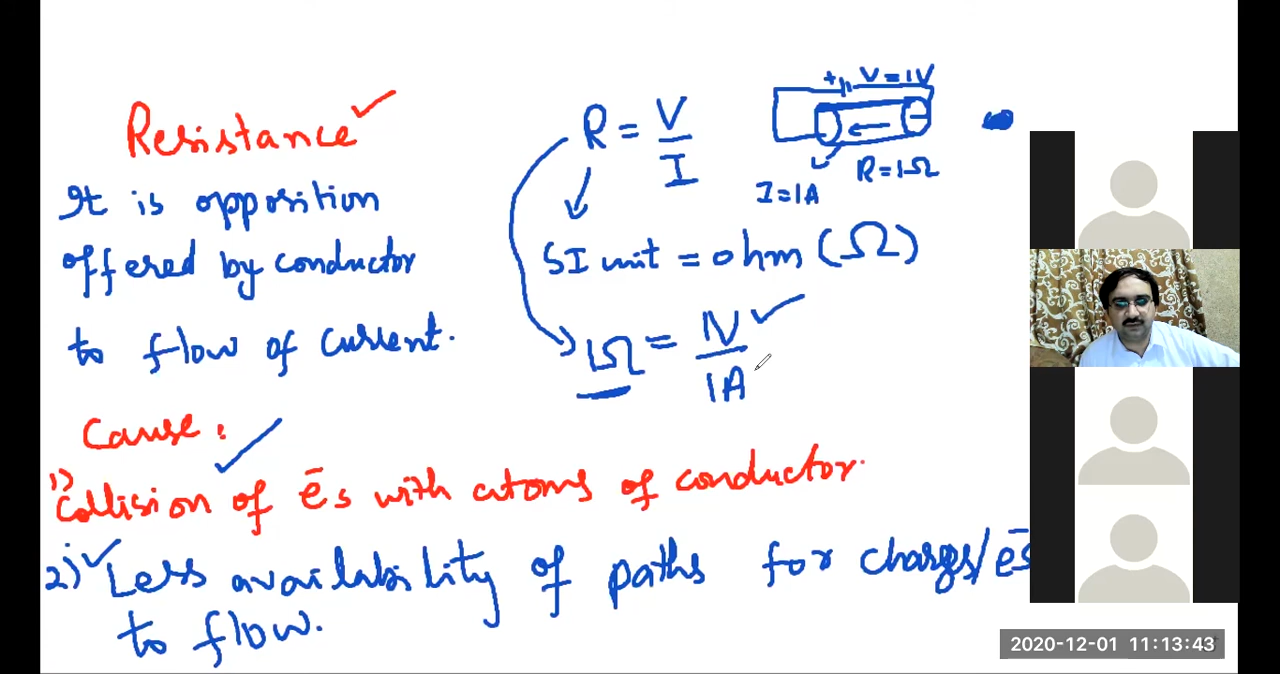 Resistance
It is opposition
offered by conductor
to flow of current.
R = V/I
+ V = 1V
I = 1A
R = 1Ω
SI unit = ohm (Ω)
1Ω = 1V/1A
Cause:
1) Collision of ēs with atoms of conductor.
2) Less availability of paths for charges/ēs
to flow.
2020-12-01 11:13:43